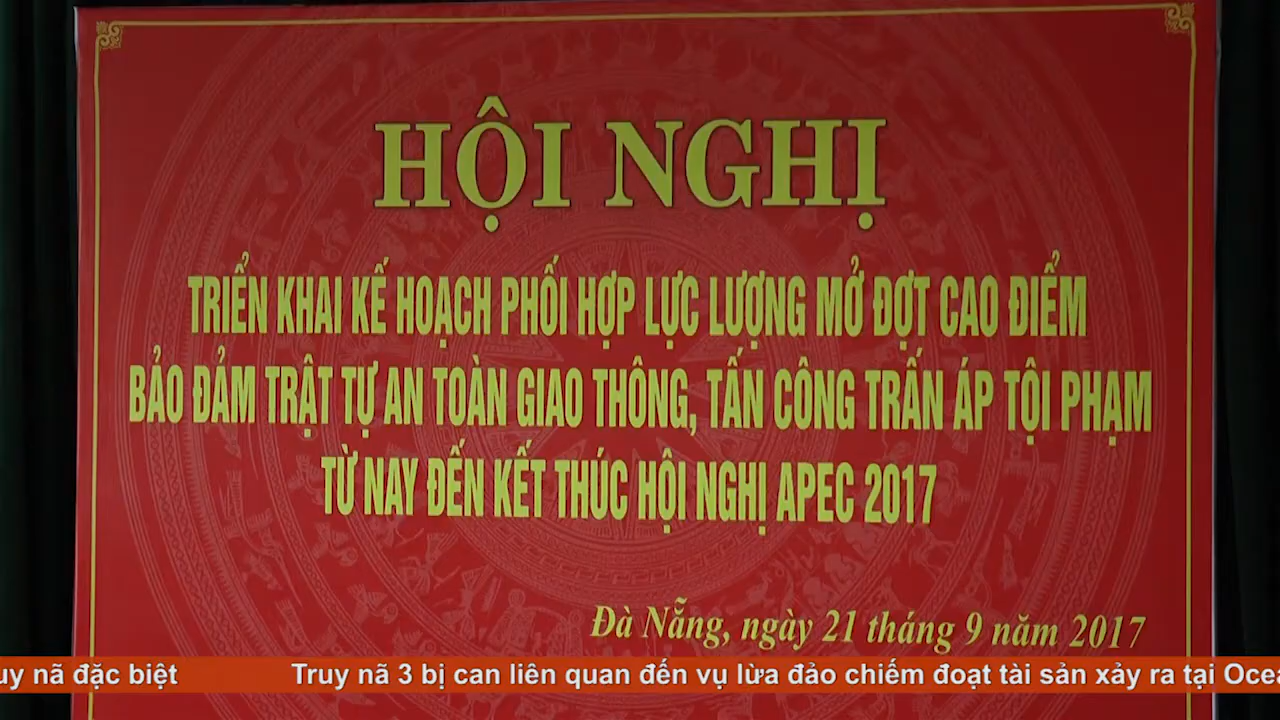 HỘI NGHỊ
TRIỂN KHAI KẾ HOẠCH PHỐI HỢP LỰC LƯỢNG MỞ ĐỢT CAO ĐIỂM
BẢO ĐẢM TRẬT TỰ AN TOÀN GIAO THÔNG, TẤN CÔNG TRẤN ÁP TỘI PHẠM
TỪ NAY ĐẾN KẾT THÚC HỘI NGHỊ APEC 2017
Đà Nẵng, ngày 21 tháng 9 năm 2017
nã đặc biệt Truy nã 3 bị can liên quan đến vụ lừa đảo chiếm đoạt tài sản xảy ra tại